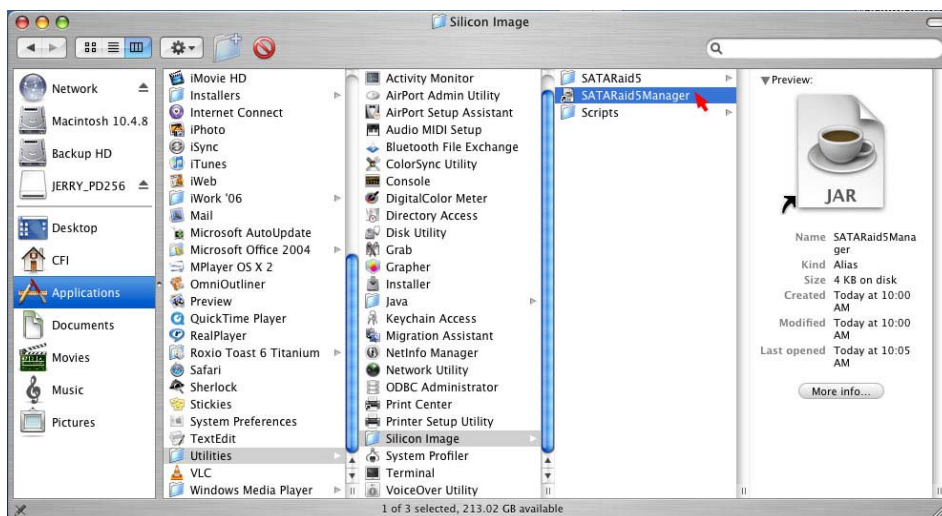 Silicon Image
Network
Macintosh 10.4.8
Backup HD
JERRY_PD256
Desktop
CFI
Applications
Documents
Movies
Music
Pictures
iMovie HD
Installers
Internet Connect
iPhoto
iSync
iTunes
iWeb
iWork '06
Mail
Microsoft AutoUpdate
Microsoft Office 2004
MPlayer OS X 2
OmniOutliner
Preview
QuickTime Player
RealPlayer
Roxio Toast 6 Titanium
Safari
Sherlock
Stickies
System Preferences
TextEdit
Utilities
VLC
Windows Media Player
Activity Monitor
AirPort Admin Utility
AirPort Setup Assistant
Audio MIDI Setup
Bluetooth File Exchange
ColorSync Utility
Console
DigitalColor Meter
Directory Access
Disk Utility
Grab
Grapher
Installer
Java
Keychain Access
Migration Assistant
NetInfo Manager
Network Utility
ODBC Administrator
Print Center
Printer Setup Utility
Silicon Image
System Profiler
Terminal
VoiceOver Utility
SATARaid5
SATARaid5Manager
Scripts
Preview:
JAR
Name SATARaid5Mana
ger
Kind Alias
Size 4 KB on disk
Created Today at 10:00
AM
Modified Today at 10:00
AM
Last opened Today at 10:05
AM
More info...
1 of 3 selected, 213.02 GB available